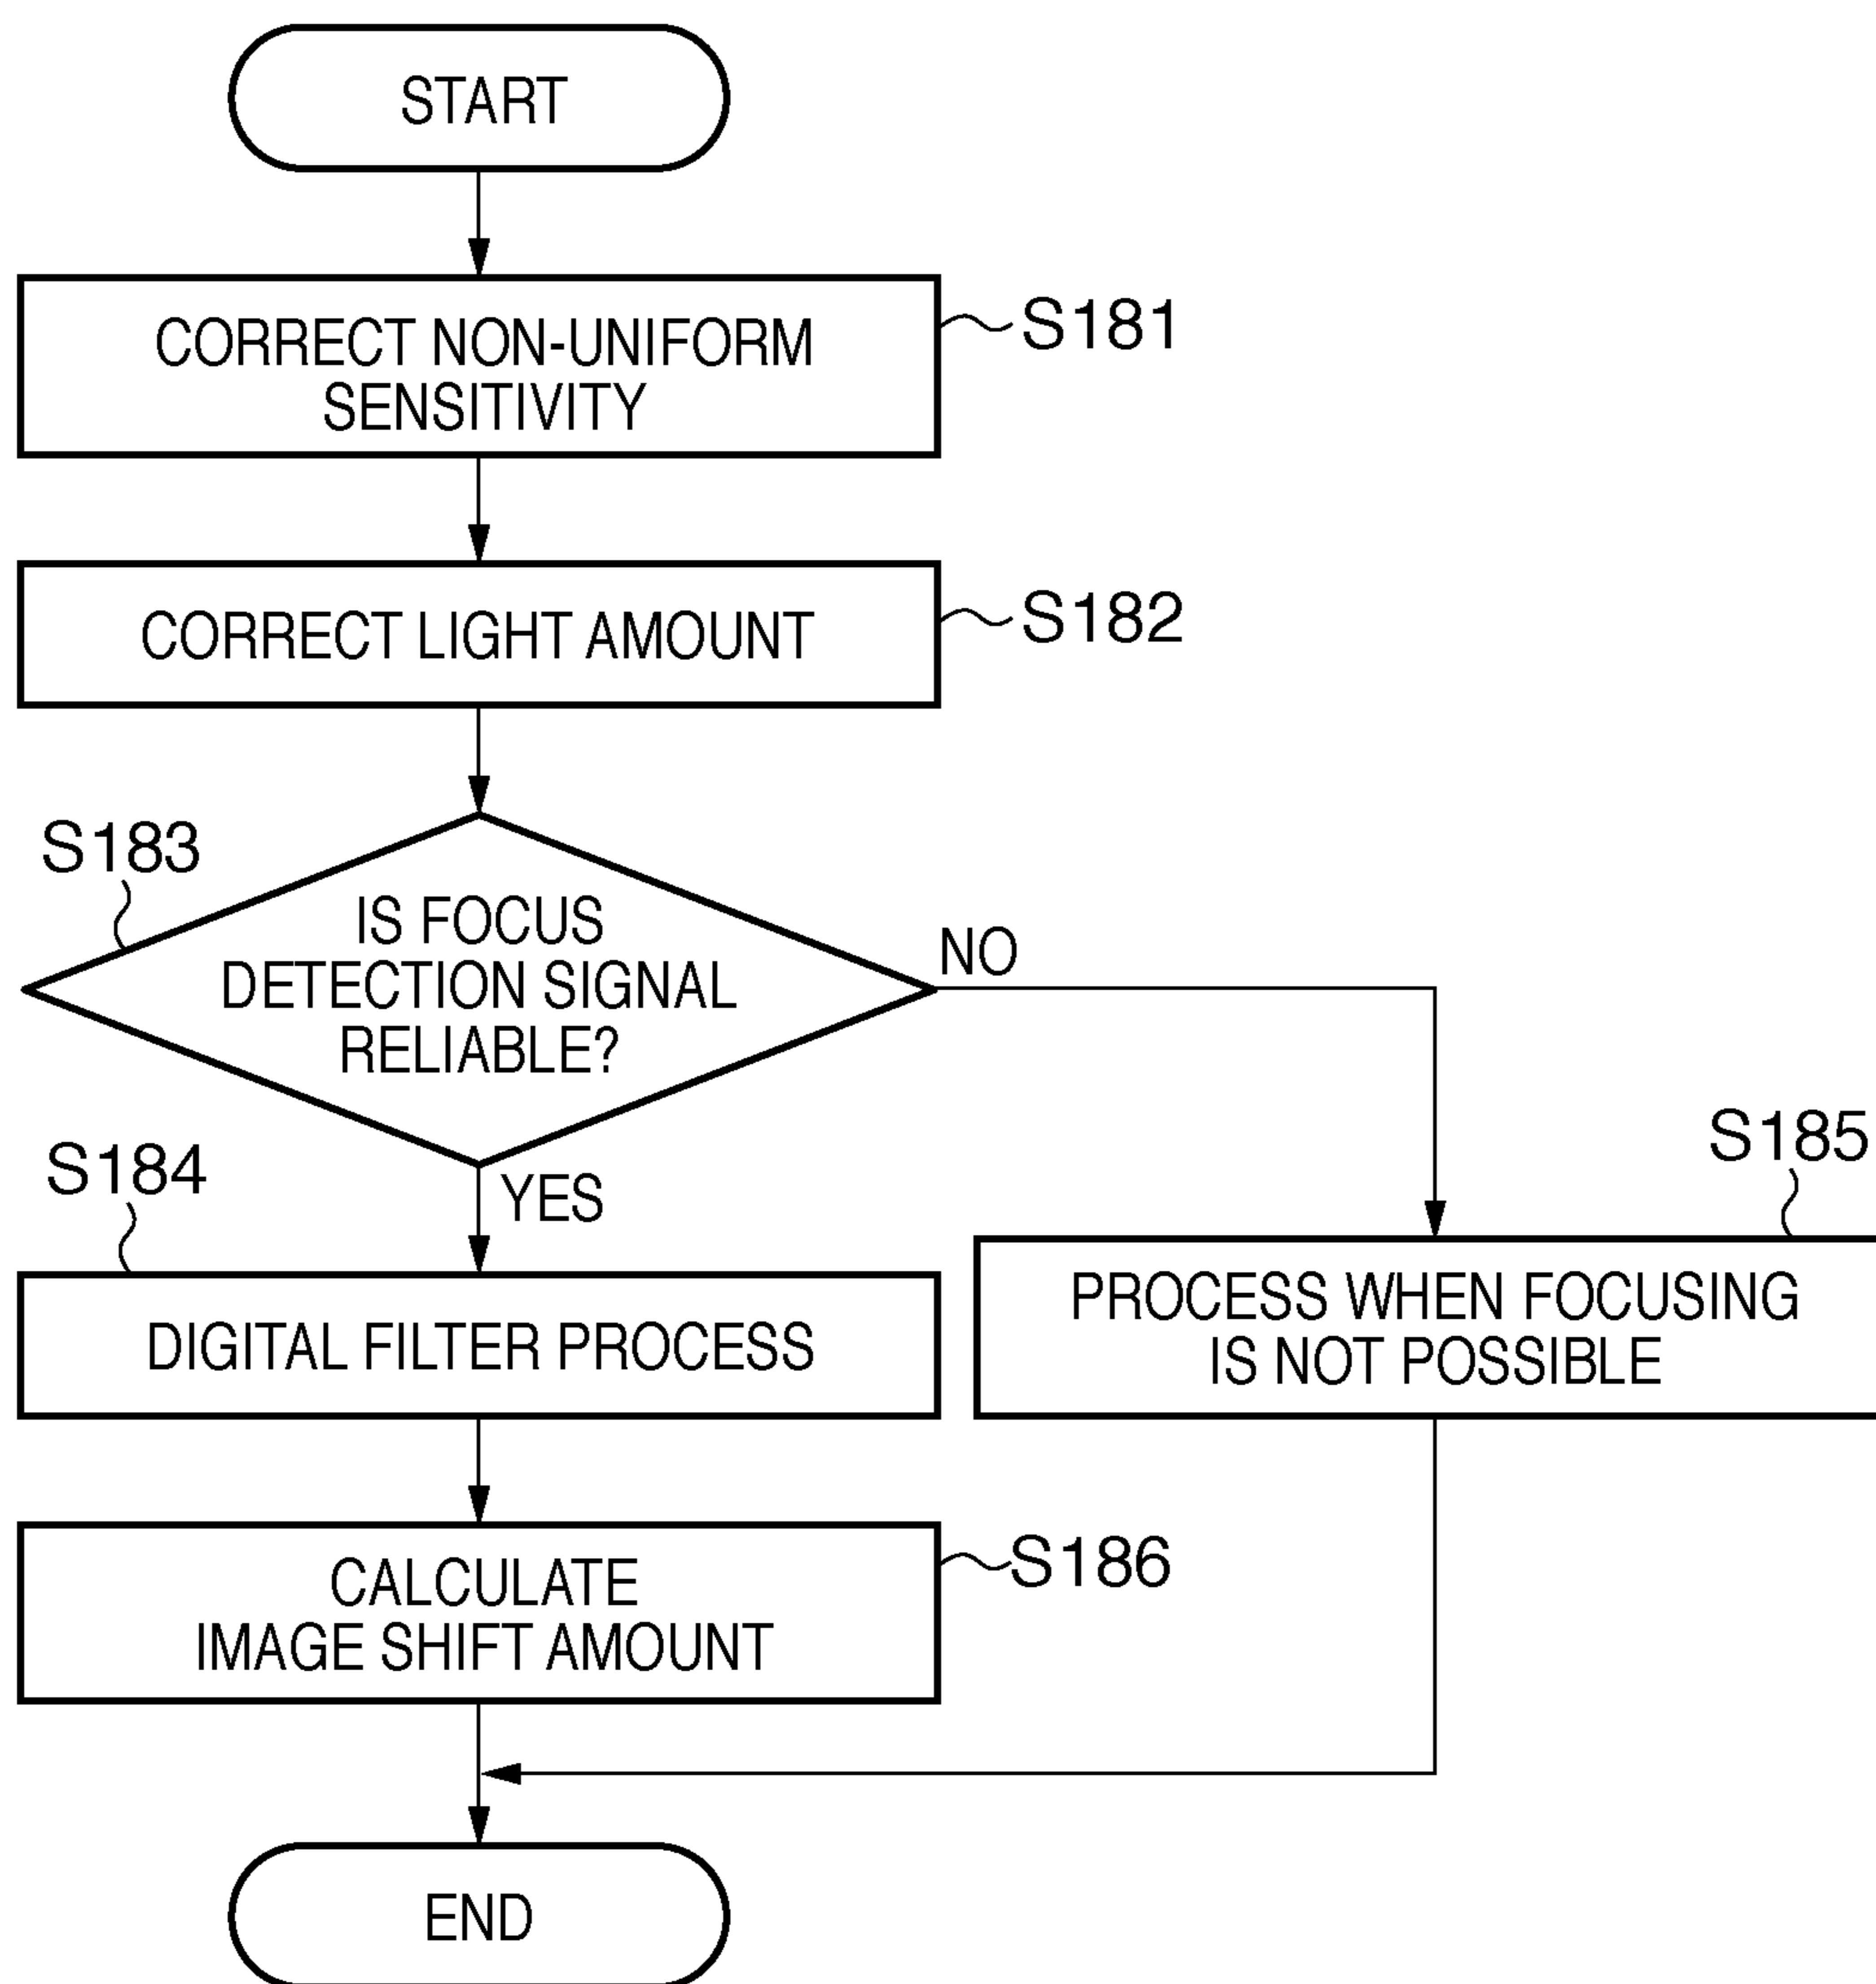 START
CORRECT NON-UNIFORM
SENSITIVITY
S181
CORRECT LIGHT AMOUNT
S182
S183
IS FOCUS
DETECTION SIGNAL
RELIABLE?
NO
YES
S184
DIGITAL FILTER PROCESS
S185
PROCESS WHEN FOCUSING
IS NOT POSSIBLE
CALCULATE
IMAGE SHIFT AMOUNT
S186
END